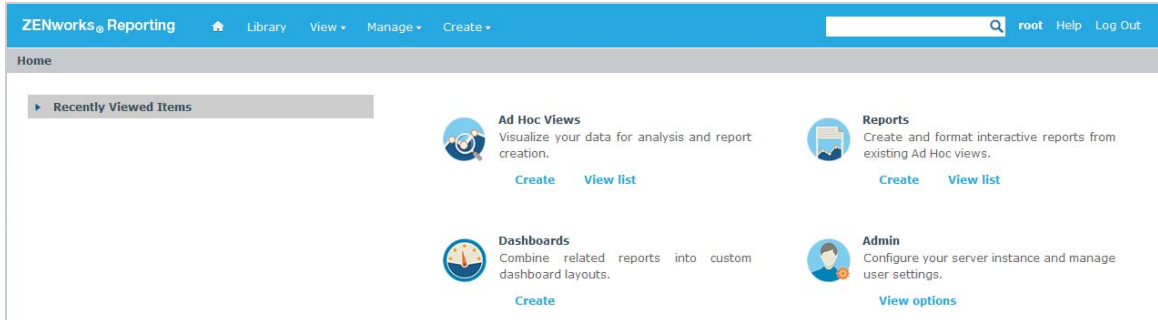 ZENworks® Reporting Library View Manage Create root Help Log Out
Home
Recently Viewed Items
Ad Hoc Views
Visualize your data for analysis and report
creation.
Create View list
Reports
Create and format interactive reports from
existing Ad Hoc views.
Create View list
Dashboards
Combine related reports into custom
dashboard layouts.
Create
Admin
Configure your server instance and manage
user settings.
View options